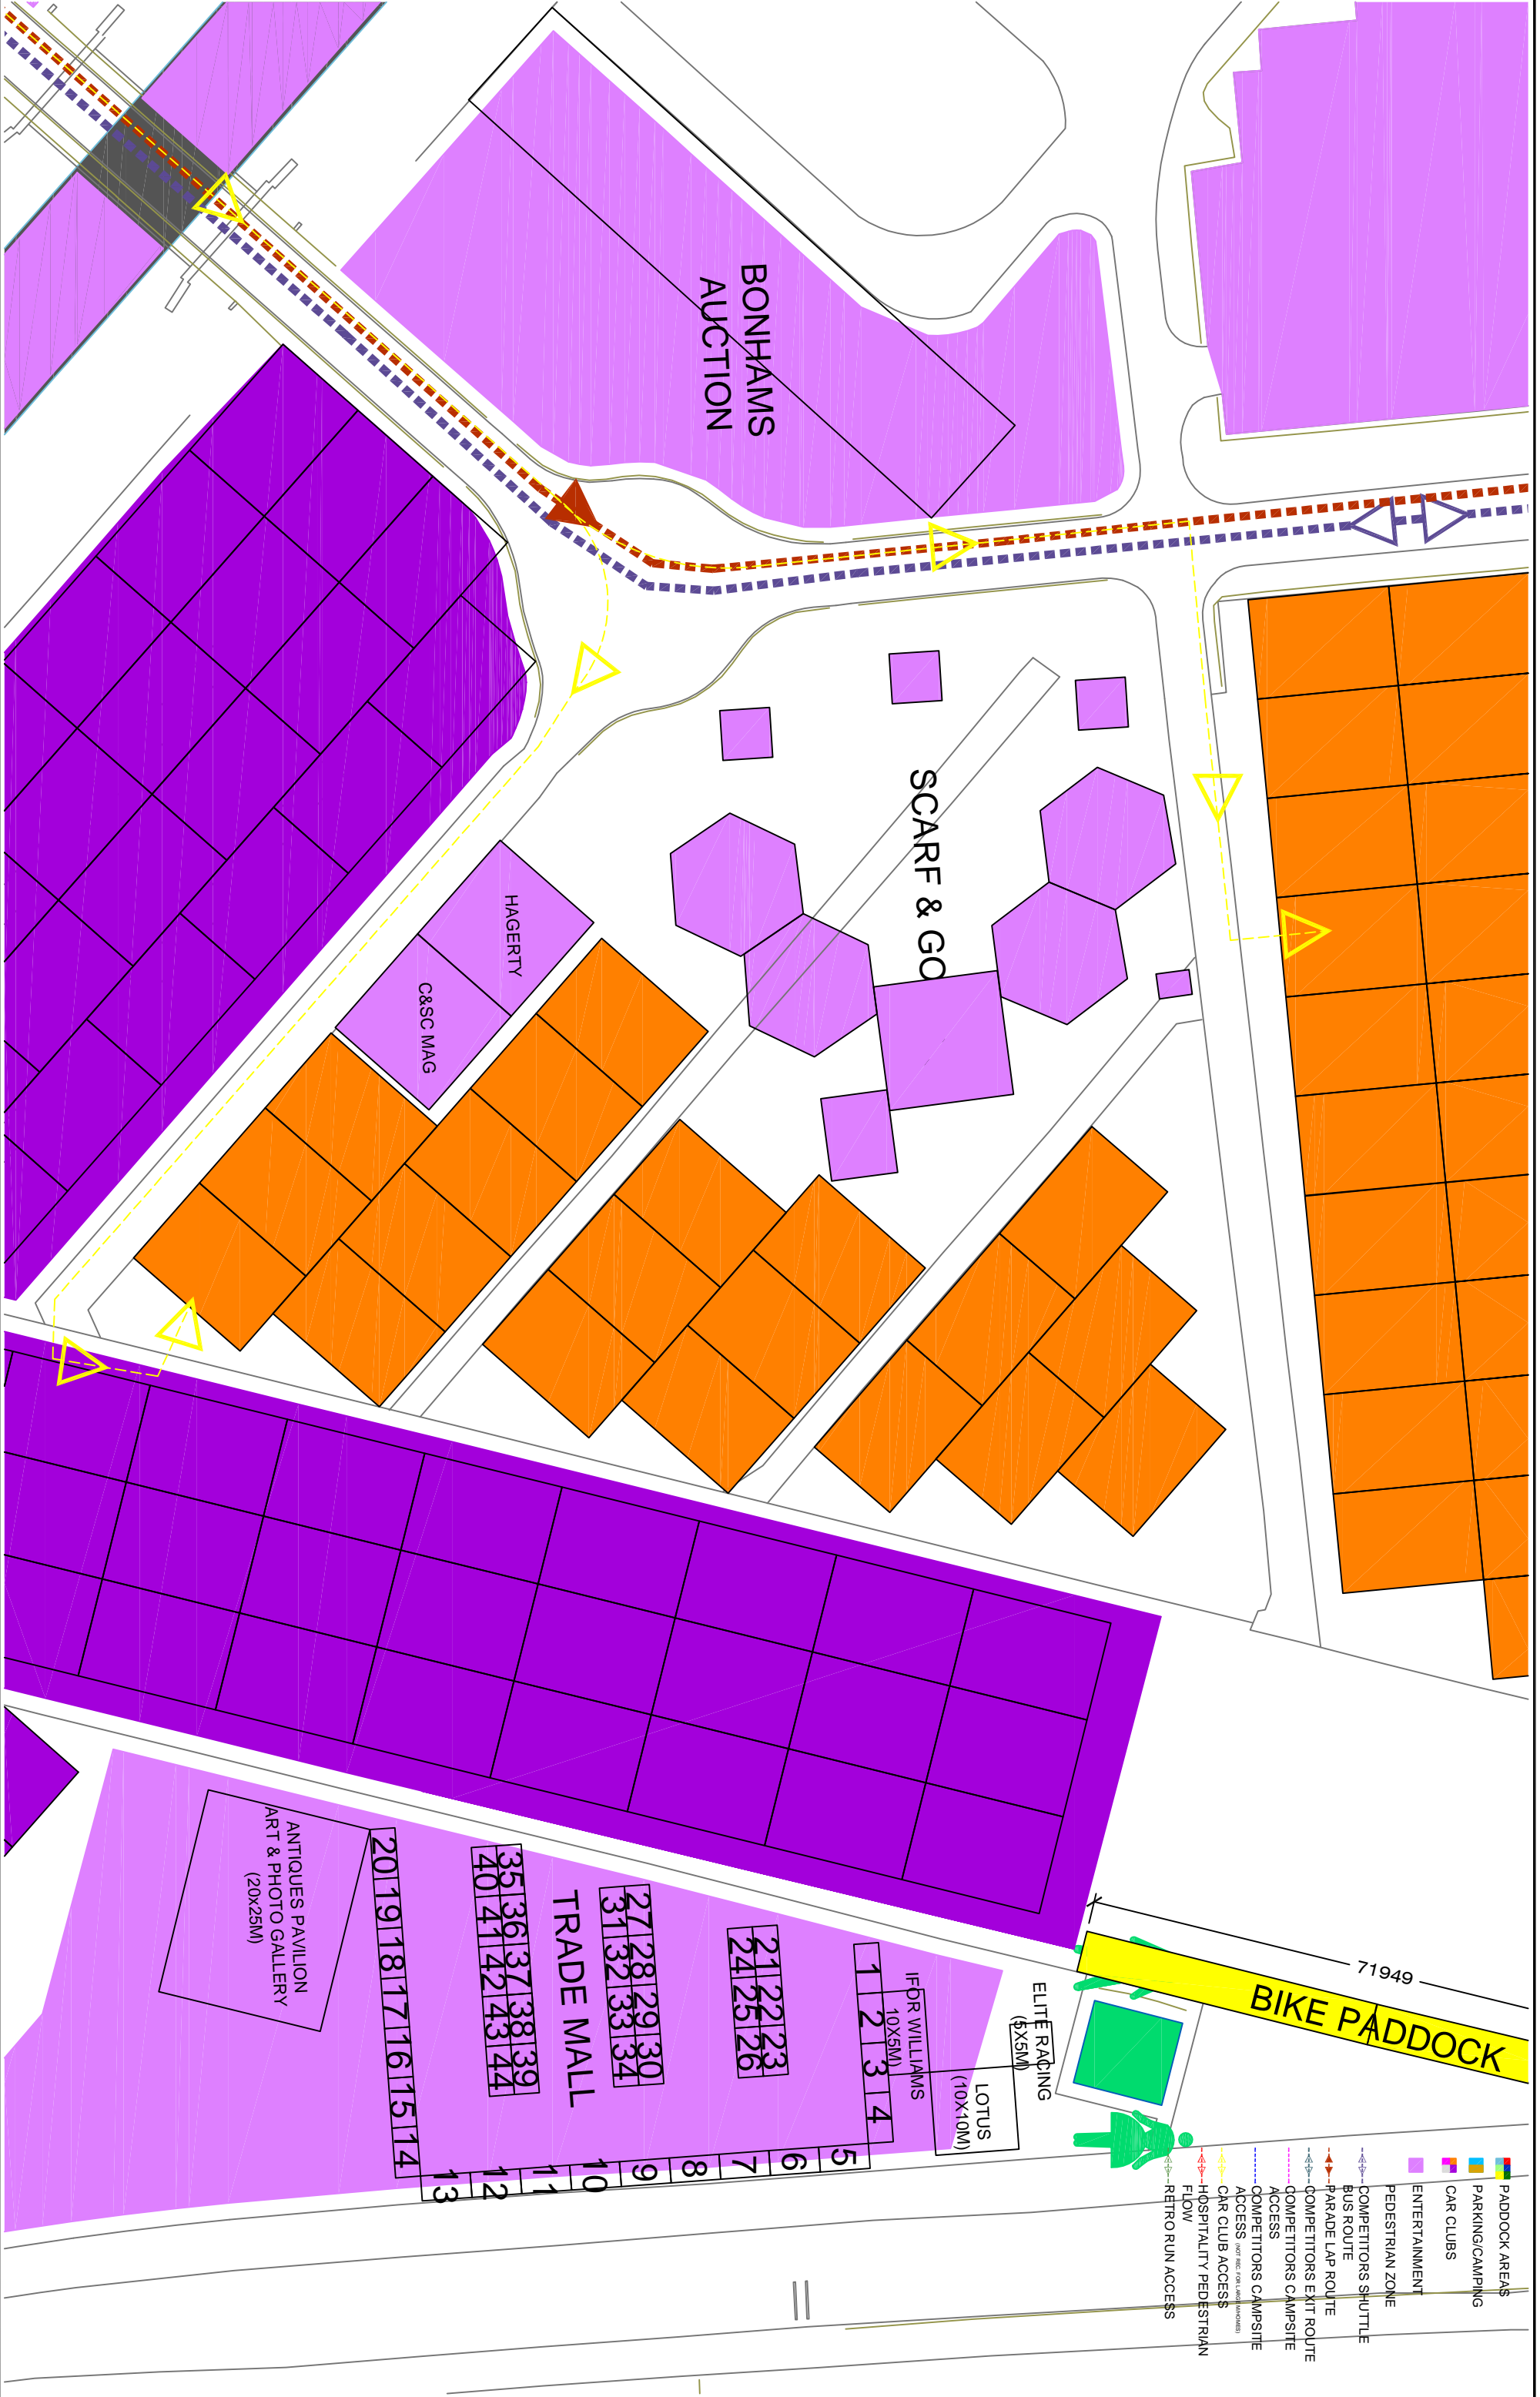 BONHAMS
AUCTION
SCARF & GO
HAGERTY
C&SC MAG
ANTIQUES PAVILION
ART & PHOTO GALLERY
(20x25M)
TRADE MALL
20 19 18 17 16 15 14
35 36 37 38 39
40 41 42 43 44
27 28 29 30
31 32 33 34
21 22 23
24 25 26
1 2 3 4
5 6 7 8 9 10 11 12 13
IFOR WILLIAMS
10X5M)
LOTUS
(10X10M)
ELITE RACING
(5X5M)
71949
BIKE PADDOCK
PADDOCK AREAS
PARKING/CAMPING
CAR CLUBS
ENTERTAINMENT
PEDESTRIAN ZONE
COMPETITORS SHUTTLE
BUS ROUTE
PARADE LAP ROUTE
COMPETITORS EXIT ROUTE
COMPETITORS CAMPSITE
ACCESS
COMPETITORS CAMPSITE
ACCESS (NOT REC. FOR LARGE M/HOMES)
CAR CLUB ACCESS
HOSPITALITY PEDESTRIAN
FLOW
RETRO RUN ACCESS